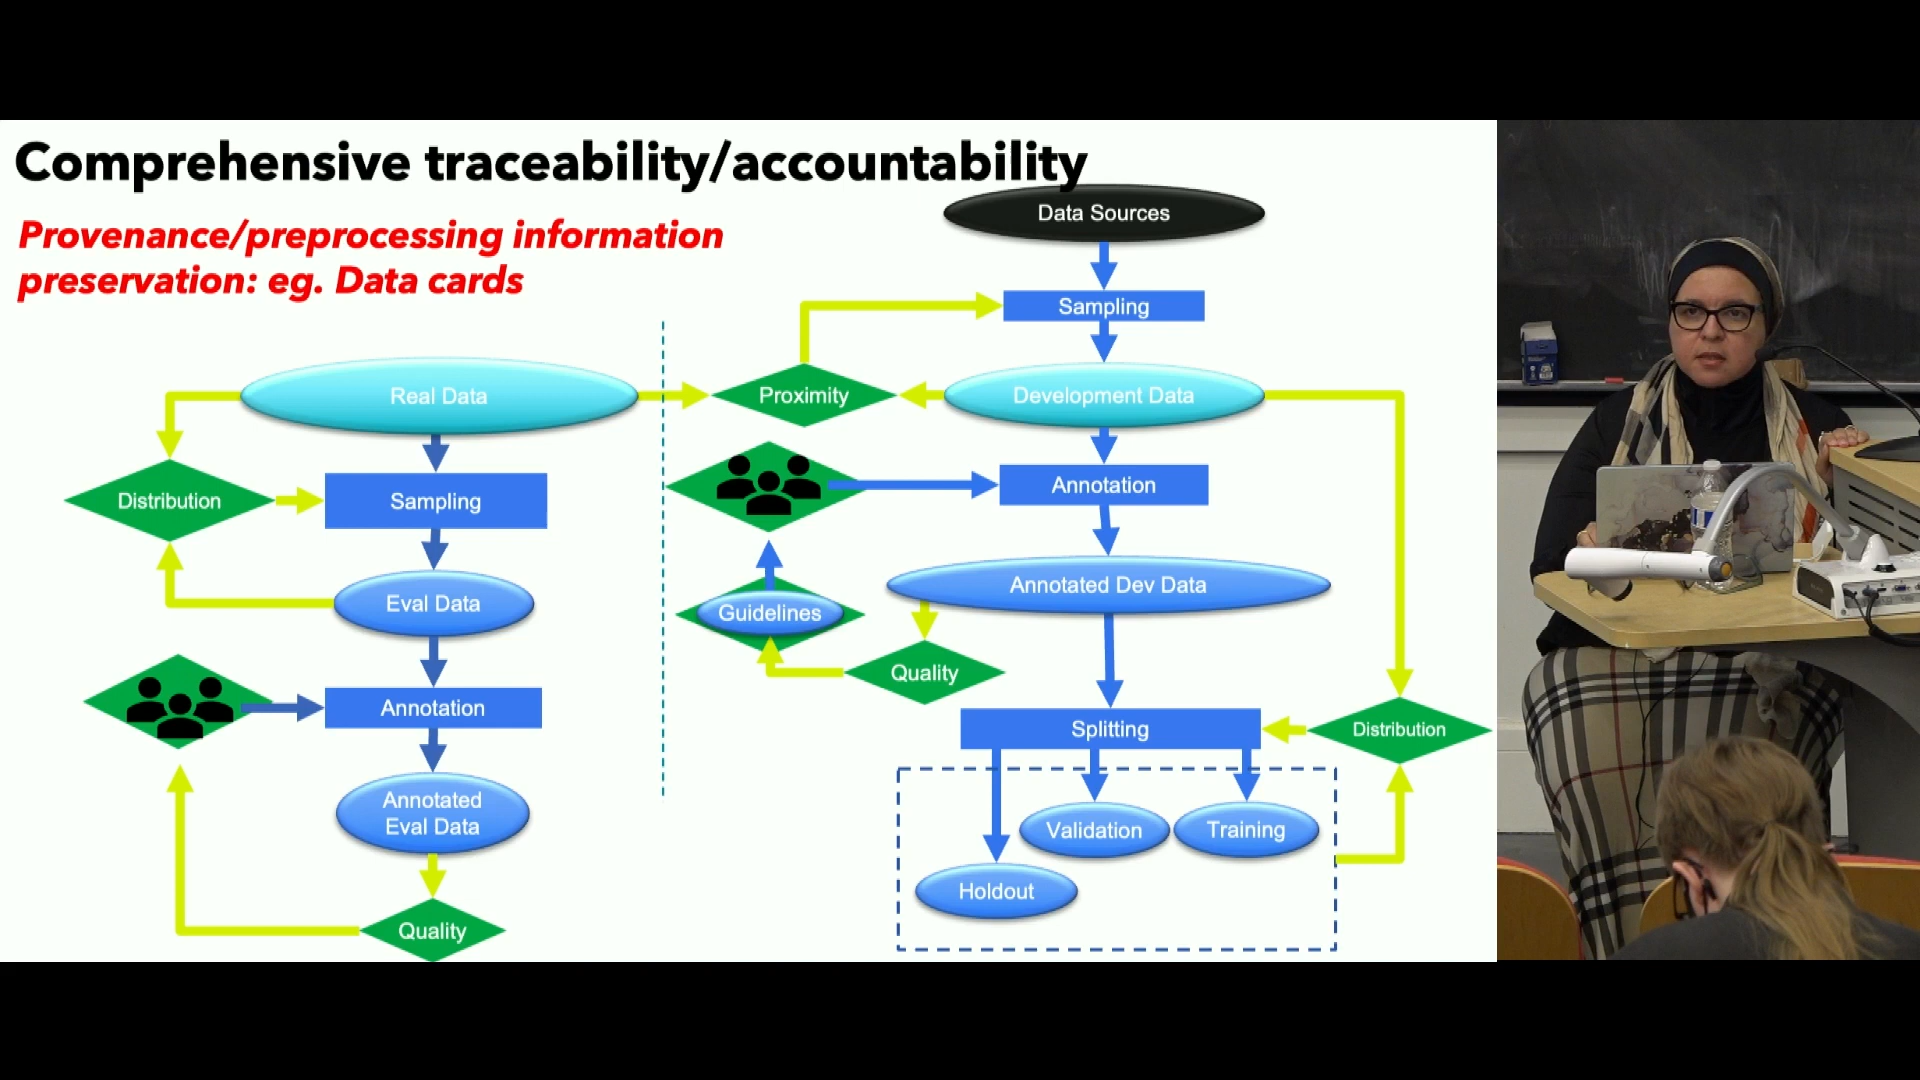 Comprehensive traceability/accountability
Provenance/preprocessing information
preservation: eg. Data cards
Data Sources
Sampling
Real Data
Proximity
Development Data
Distribution
Sampling
Annotation
Eval Data
Guidelines
Annotated Dev Data
Quality
Annotation
Splitting
Distribution
Annotated
Eval Data
Validation
Training
Holdout
Quality